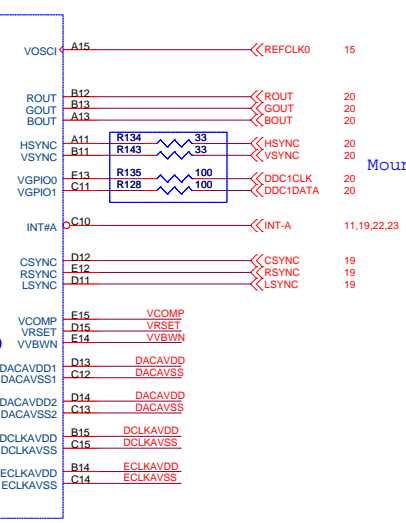 VOSCI A15 REFCLK0 15
ROUT B12 ROUT 20
GOUT B13 GOUT 20
BOUT A13 BOUT 20
HSYNC A11 R134 33 HSYNC 20
VSYNC B11 R143 33 VSYNC 20
Mour
VGPIO0 E13 R135 100 DDC1CLK 20
VGPIO1 C11 R128 100 DDC1DATA 20
INT#A C10 INT-A 11,19,22,23
CSYNC D12 CSYNC 19
RSYNC E12 RSYNC 19
LSYNC D11 LSYNC 19
VCOMP E15 VCOMP
VRSET D15 VRSET
VVBWN E14 VVBWN
DACAVDD1 D13 DACAVDD
DACAVSS1 C12 DACAVSS
DACAVDD2 D14 DACAVDD
DACAVSS2 C13 DACAVSS
DCLKAVDD B15 DCLKAVDD
DCLKAVSS C15 DCLKAVSS
ECLKAVDD B14 ECLKAVDD
ECLKAVSS C14 ECLKAVSS